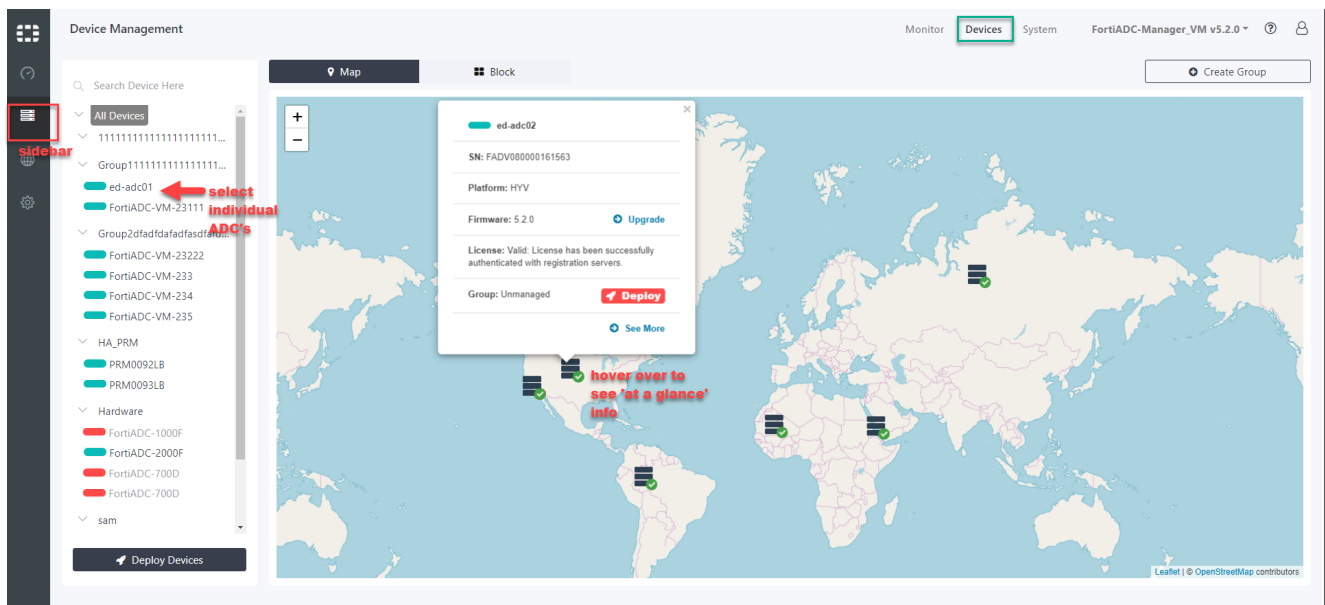 Device Management
Monitor
Devices
System
FortiADC-Manager_VM v5.2.0
Search Device Here
Map
Block
Create Group
All Devices
111111111111111111111...
sidebar
Group1111111111111111...
ed-adc01
select
individual
ADC's
FortiADC-VM-23111
FortiADC-VM-23222
FortiADC-VM-233
FortiADC-VM-234
FortiADC-VM-235
HA_PRM
PRM0092LB
PRM0093LB
Hardware
FortiADC-1000F
FortiADC-2000F
FortiADC-700D
FortiADC-700D
sam
Deploy Devices
+
−
ed-adc02
×
SN: FADV080000161563
Platform: HYV
Firmware: 5.2.0
Upgrade
License: Valid: License has been successfully
authenticated with registration servers.
Group: Unmanaged
Deploy
See More
hover over to
see 'at a glance'
info
Leaflet | © OpenStreetMap contributors